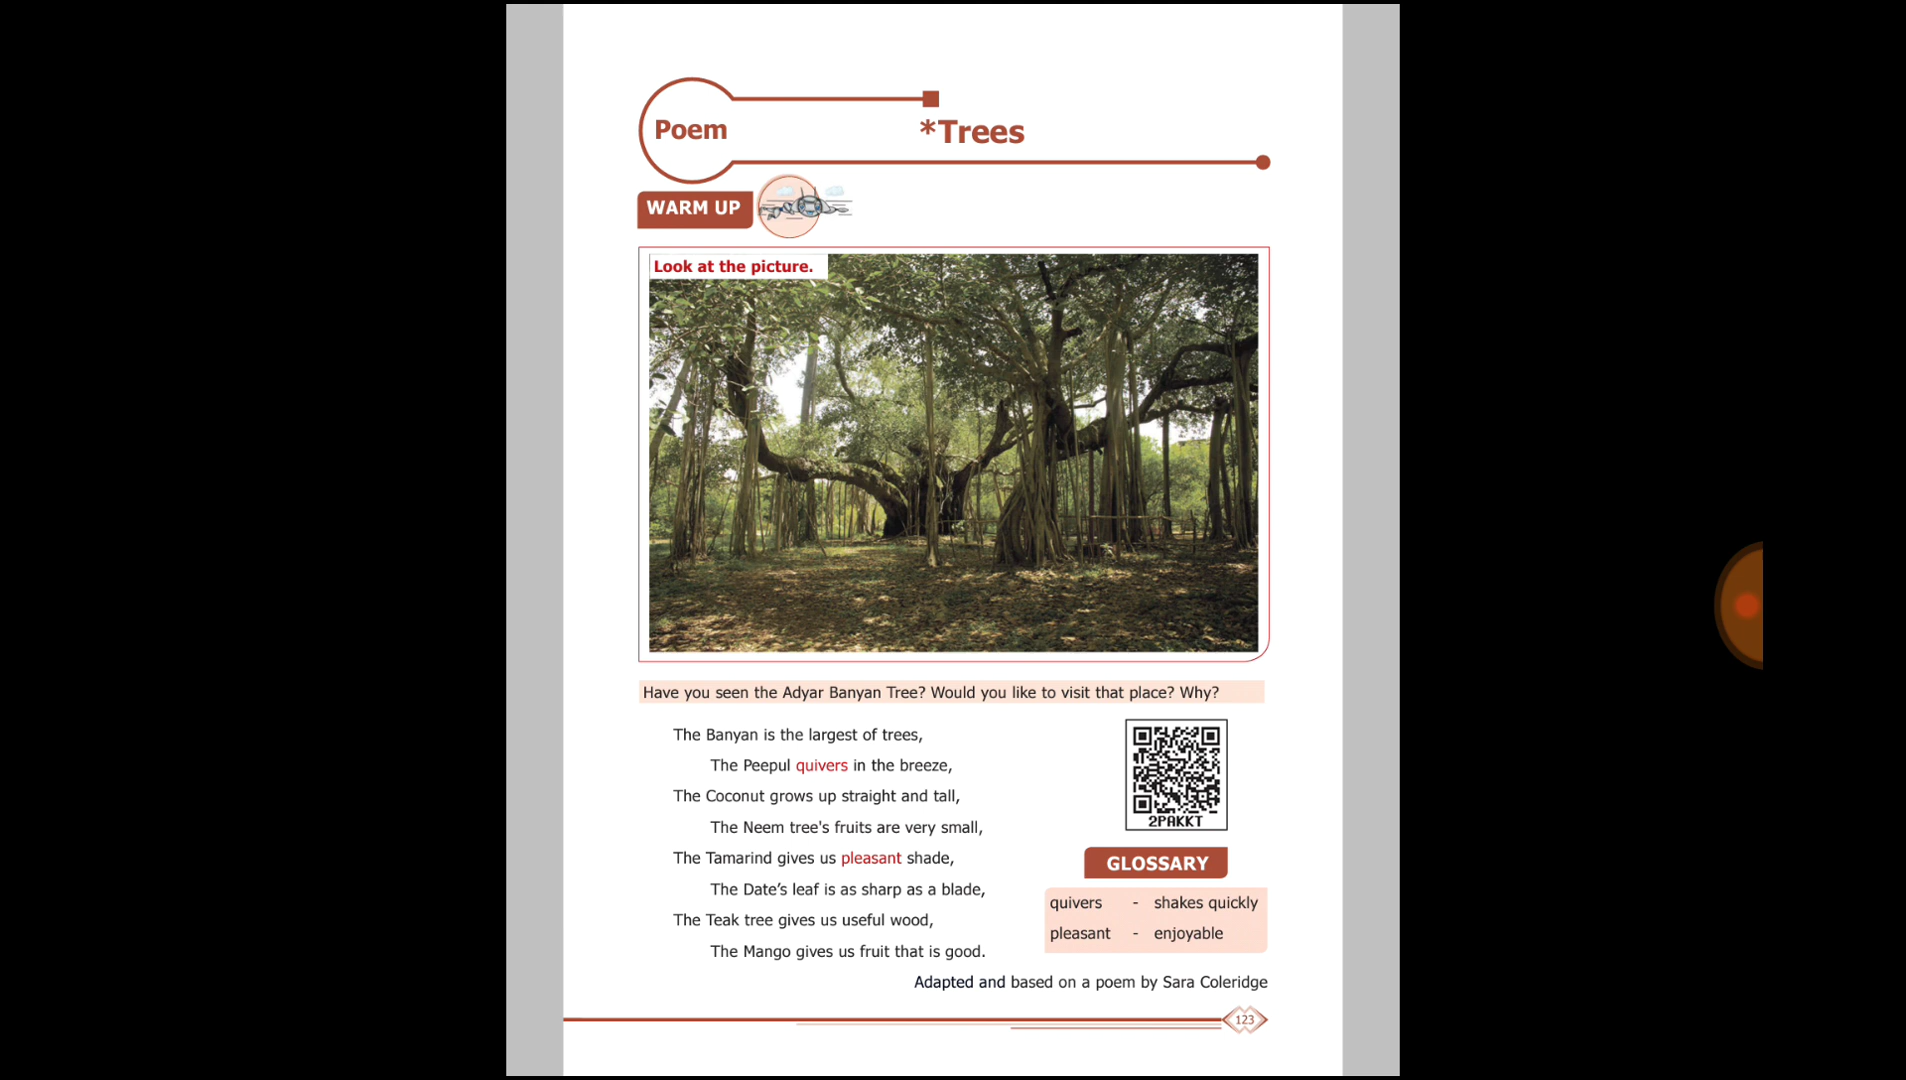 Poem
*Trees
WARM UP
Look at the picture.
Have you seen the Adyar Banyan Tree? Would you like to visit that place? Why?
The Banyan is the largest of trees,
The Peepul quivers in the breeze,
The Coconut grows up straight and tall,
The Neem tree's fruits are very small,
The Tamarind gives us pleasant shade,
The Date’s leaf is as sharp as a blade,
The Teak tree gives us useful wood,
The Mango gives us fruit that is good.
2PAKKT
GLOSSARY
quivers - shakes quickly
pleasant - enjoyable
Adapted and based on a poem by Sara Coleridge
123